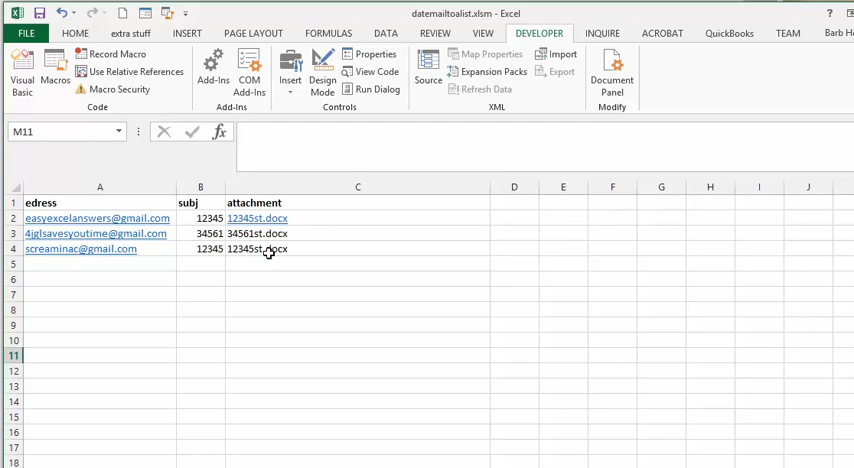 datemailtoalist.xlsm - Excel
?
FILE HOME extra stuff INSERT PAGE LAYOUT FORMULAS DATA REVIEW VIEW DEVELOPER INQUIRE ACROBAT QuickBooks TEAM Barb
Visual Basic
Macros
Record Macro
Use Relative References
Macro Security
Code
Add-Ins
COM Add-Ins
Add-Ins
Insert
Design Mode
Properties
View Code
Run Dialog
Controls
Source
Map Properties
Expansion Packs
Refresh Data
Import
Export
XML
Document Panel
Modify
M11
fx
A B C D E F G H I J
1 edress subj attachment
2 easyexcelanswers@gmail.com 12345 12345st.docx
3 4jglsavesyoutime@gmail.com 34561 34561st.docx
4 screaminac@gmail.com 12345 12345st.docx
5
6
7
8
9
10
11
12
13
14
15
16
17
18